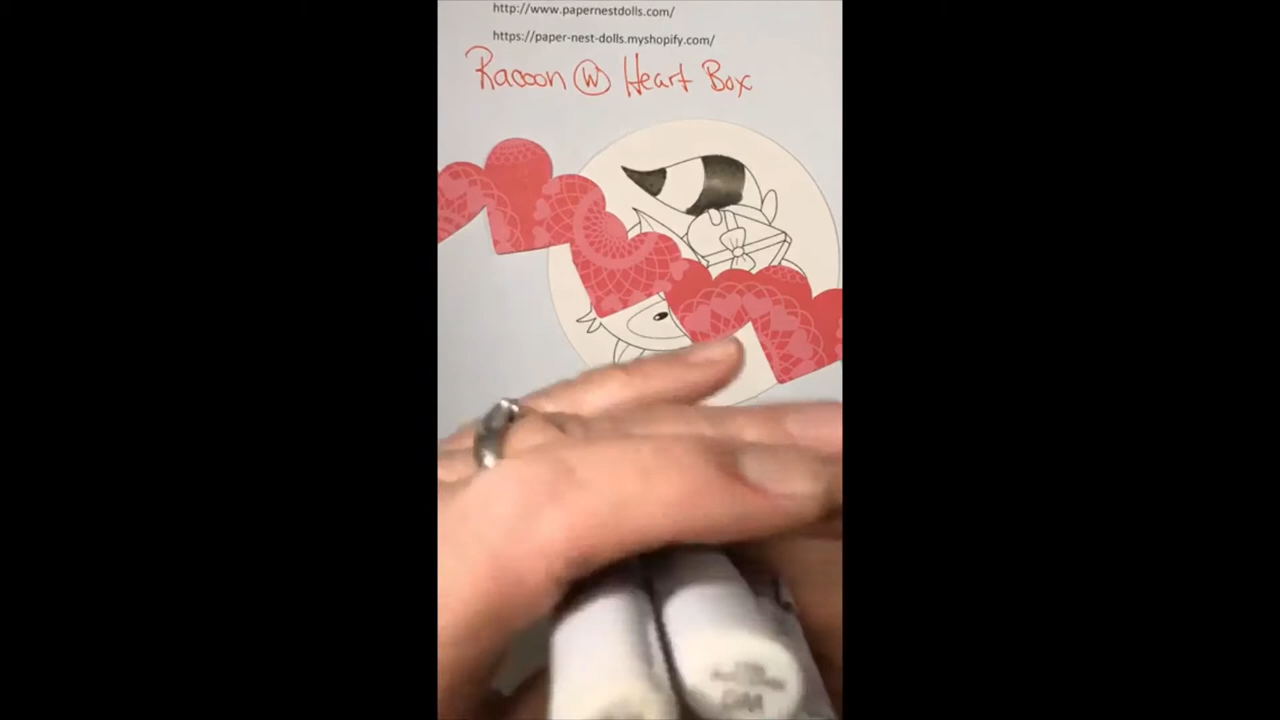 http://www.papernestdolls.com/
https://paper-nest-dolls.myshopify.com/
Racoon W Heart Box